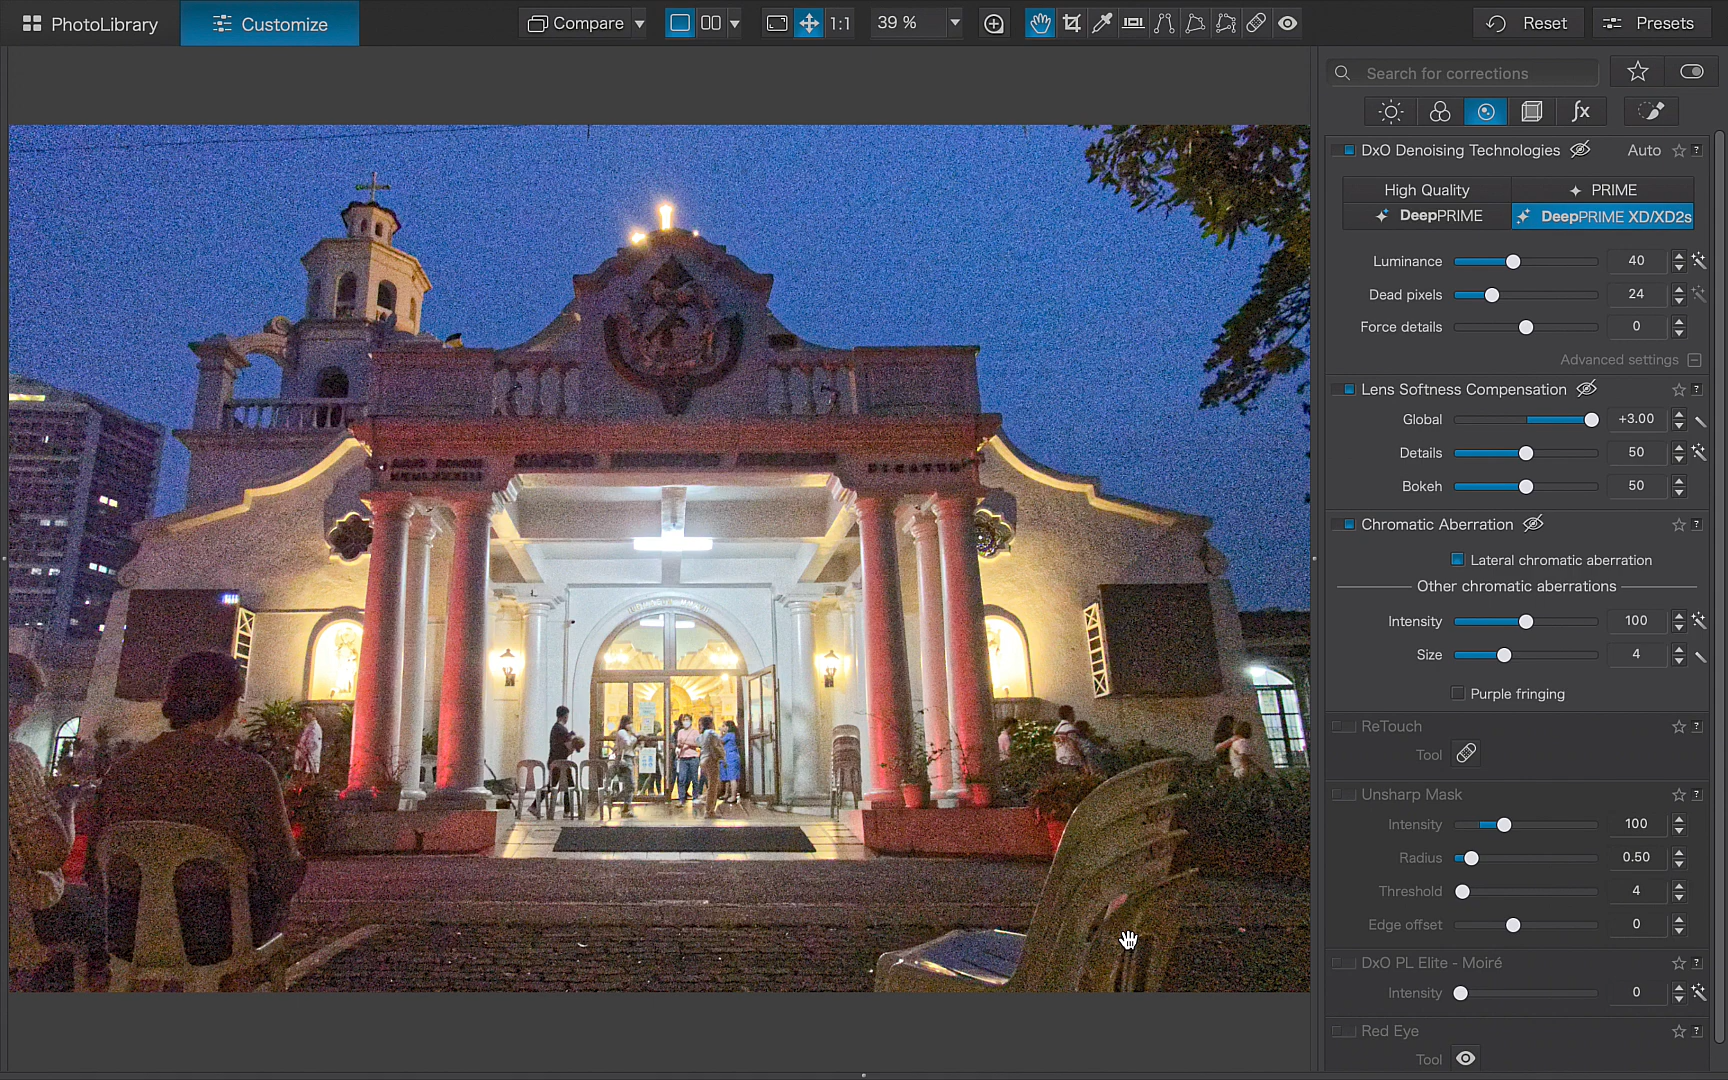 PhotoLibrary
Customize
Compare
1:1
39 %
Reset
Presets
Search for corrections
fx
DxO Denoising Technologies
Auto
?
High Quality
PRIME
DeepPRIME
DeepPRIME XD/XD2s
Luminance
40
Dead pixels
24
Force details
0
Advanced settings
Lens Softness Compensation
?
Global
+3.00
Details
50
Bokeh
50
Chromatic Aberration
?
Lateral chromatic aberration
Other chromatic aberrations
Intensity
100
Size
4
Purple fringing
ReTouch
?
Tool
Unsharp Mask
?
Intensity
100
Radius
0.50
Threshold
4
Edge offset
0
DxO PL Elite - Moiré
?
Intensity
0
Red Eye
?
Tool